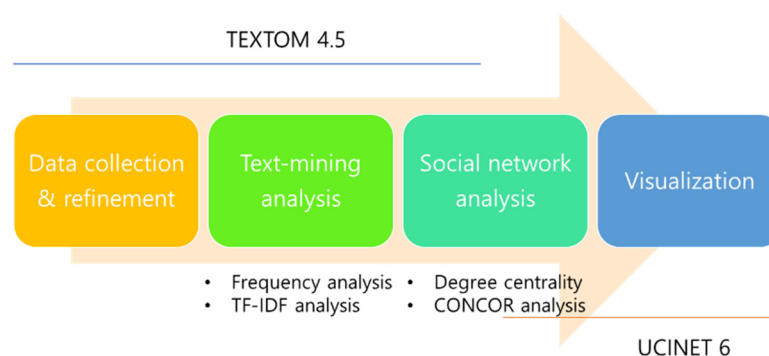 TEXTOM 4.5
Data collection
& refinement
Text-mining
analysis
Social network
analysis
Visualization
• Frequency analysis
• TF-IDF analysis
• Degree centrality
• CONCOR analysis
UCINET 6